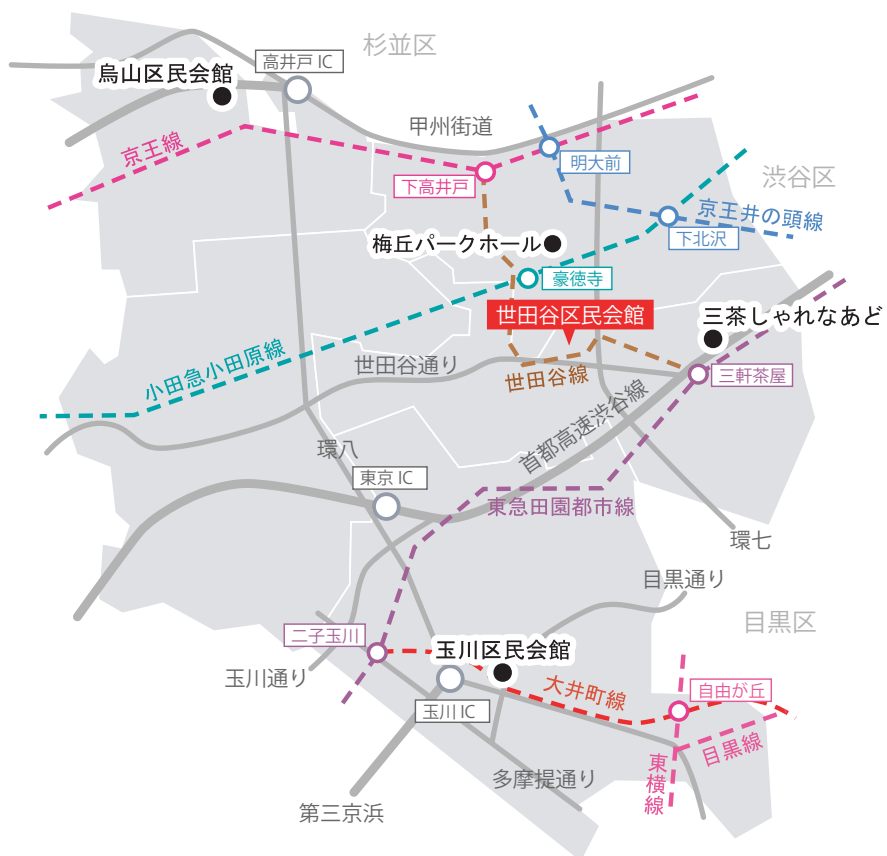 杉並区
高井戸 IC
烏山区民会館
甲州街道
京王線
明大前
下高井戸
渋谷区
京王井の頭線
下北沢
梅丘パークホール
豪徳寺
世田谷区民会館
三茶しゃれなあど
小田急小田原線
世田谷通り
世田谷線
三軒茶屋
首都高速渋谷線
環八
東京 IC
東急田園都市線
環七
目黒通り
目黒区
二子玉川
玉川区民会館
玉川通り
大井町線
自由が丘
玉川 IC
目黒線
東横線
多摩提通り
第三京浜